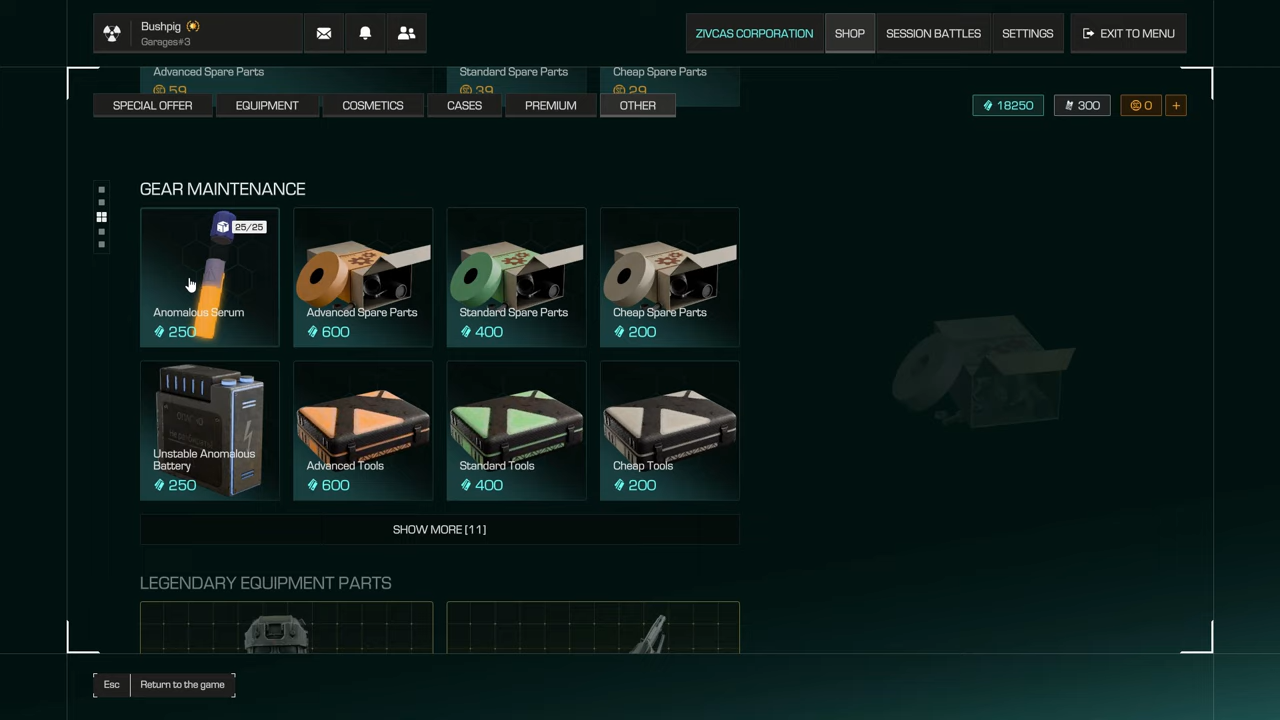 Bushpig
Garages#3
ZIVCAS CORPORATION
SHOP
SESSION BATTLES
SETTINGS
EXIT TO MENU
Advanced Spare Parts
59
Standard Spare Parts
39
Cheap Spare Parts
29
SPECIAL OFFER
EQUIPMENT
COSMETICS
CASES
PREMIUM
OTHER
18250
300
0
+
GEAR MAINTENANCE
25/25
Anomalous Serum
250
Advanced Spare Parts
600
Standard Spare Parts
400
Cheap Spare Parts
200
Unstable Anomalous
Battery
250
Advanced Tools
600
Standard Tools
400
Cheap Tools
200
SHOW MORE [11]
LEGENDARY EQUIPMENT PARTS
Esc
Return to the game